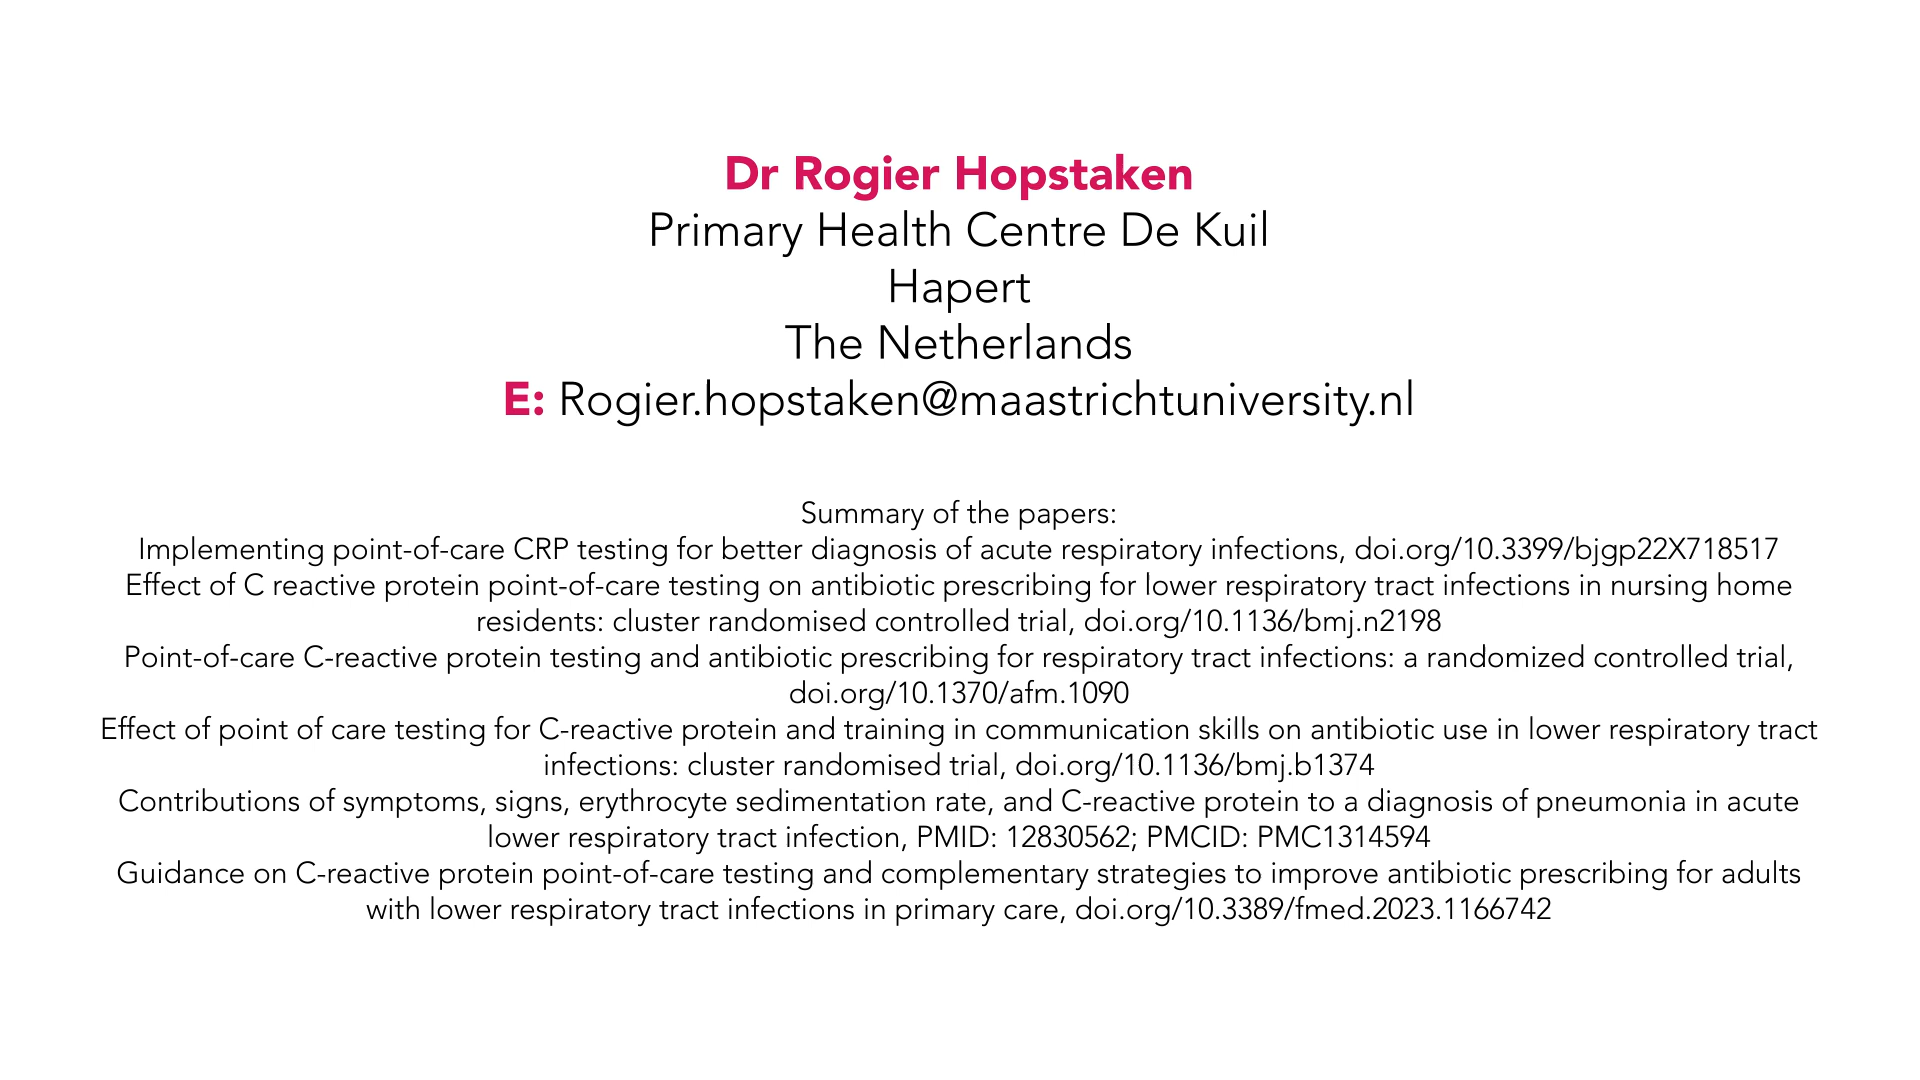 Dr Rogier Hopstaken
Primary Health Centre De Kuil
Hapert
The Netherlands
E: Rogier.hopstaken@maastrichtuniversity.nl
Summary of the papers:
Implementing point-of-care CRP testing for better diagnosis of acute respiratory infections, doi.org/10.3399/bjgp22X718517
Effect of C reactive protein point-of-care testing on antibiotic prescribing for lower respiratory tract infections in nursing home
residents: cluster randomised controlled trial, doi.org/10.1136/bmj.n2198
Point-of-care C-reactive protein testing and antibiotic prescribing for respiratory tract infections: a randomized controlled trial,
doi.org/10.1370/afm.1090
Effect of point of care testing for C-reactive protein and training in communication skills on antibiotic use in lower respiratory tract
infections: cluster randomised trial, doi.org/10.1136/bmj.b1374
Contributions of symptoms, signs, erythrocyte sedimentation rate, and C-reactive protein to a diagnosis of pneumonia in acute
lower respiratory tract infection, PMID: 12830562; PMCID: PMC1314594
Guidance on C-reactive protein point-of-care testing and complementary strategies to improve antibiotic prescribing for adults
with lower respiratory tract infections in primary care, doi.org/10.3389/fmed.2023.1166742